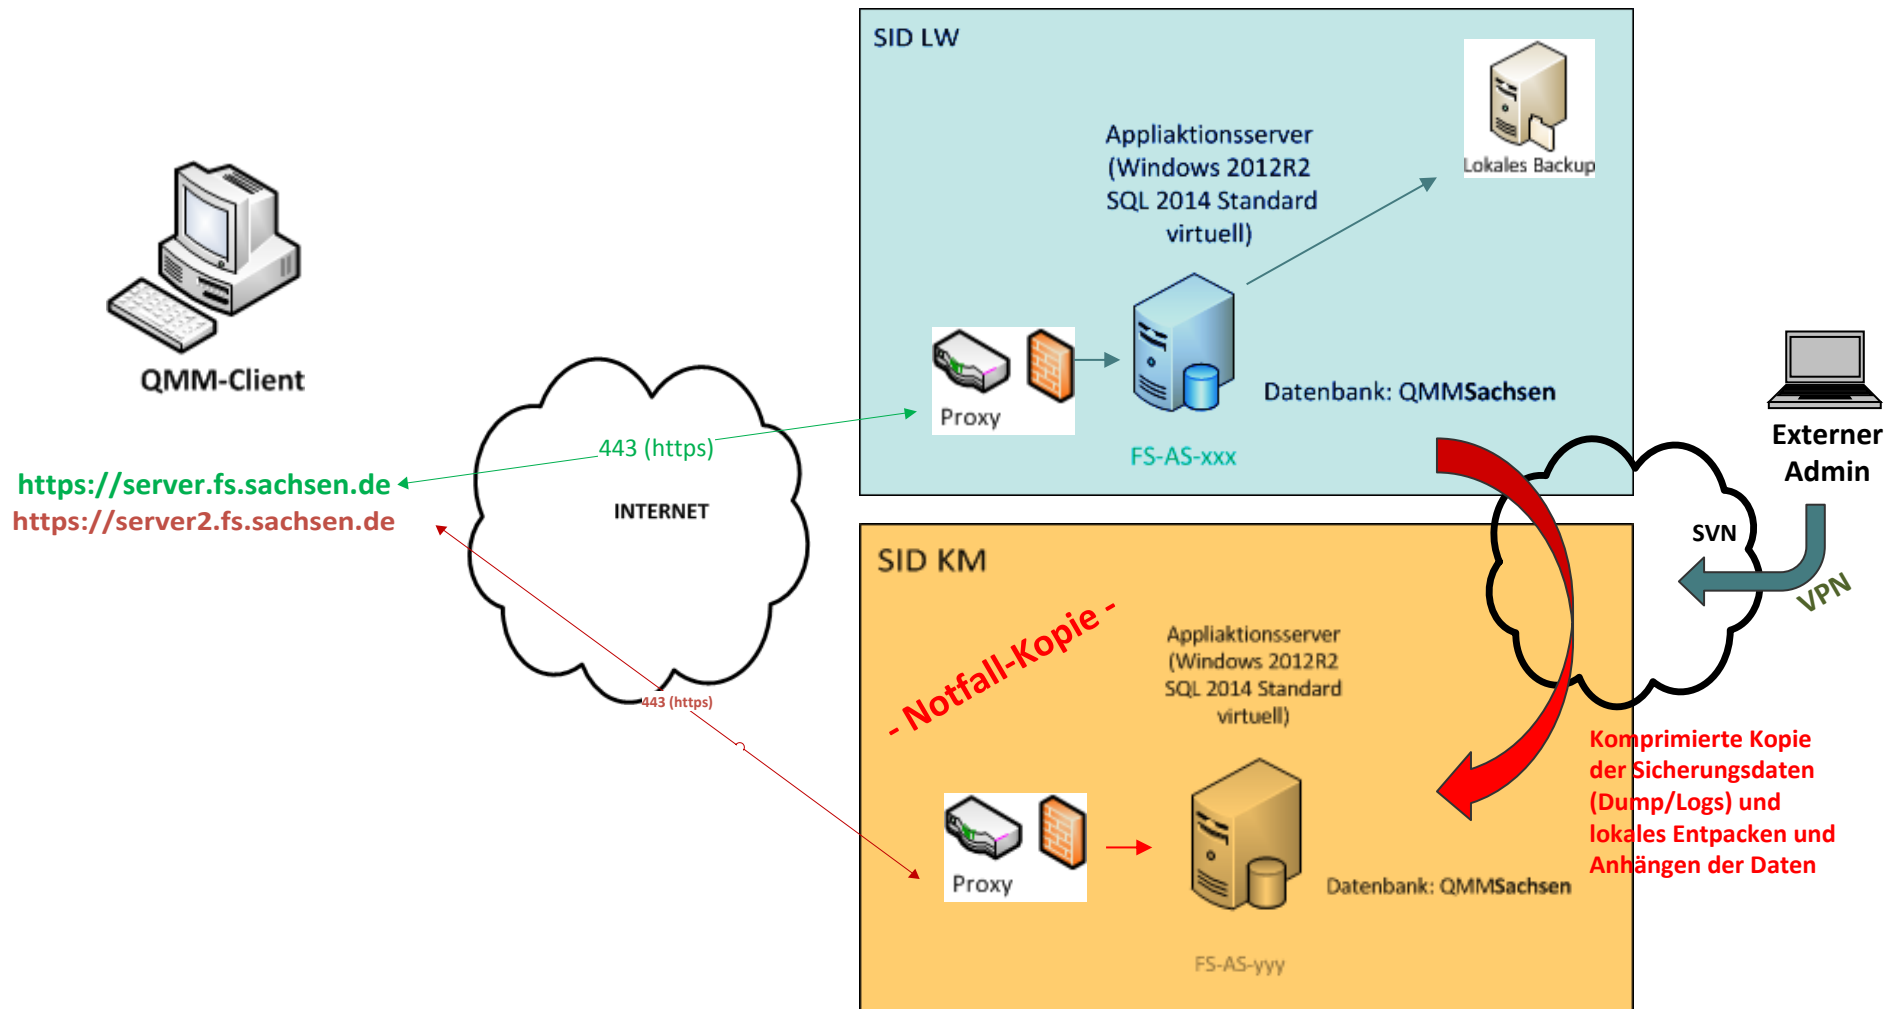 SID LW
Lokales Backup
Appliaktionsserver
(Windows 2012R2
SQL 2014 Standard
virtuell)
QMM-Client
Proxy
Datenbank: QMMSachsen
FS-AS-xxx
443 (https)
https://server.fs.sachsen.de
https://server2.fs.sachsen.de
INTERNET
Externer
Admin
SVN
VPN
SID KM
- Notfall-Kopie -
Appliaktionsserver
(Windows 2012R2
SQL 2014 Standard
virtuell)
443 (https)
Komprimierte Kopie
der Sicherungsdaten
(Dump/Logs) und
lokales Entpacken und
Anhängen der Daten
Proxy
Datenbank: QMMSachsen
FS-AS-yyy